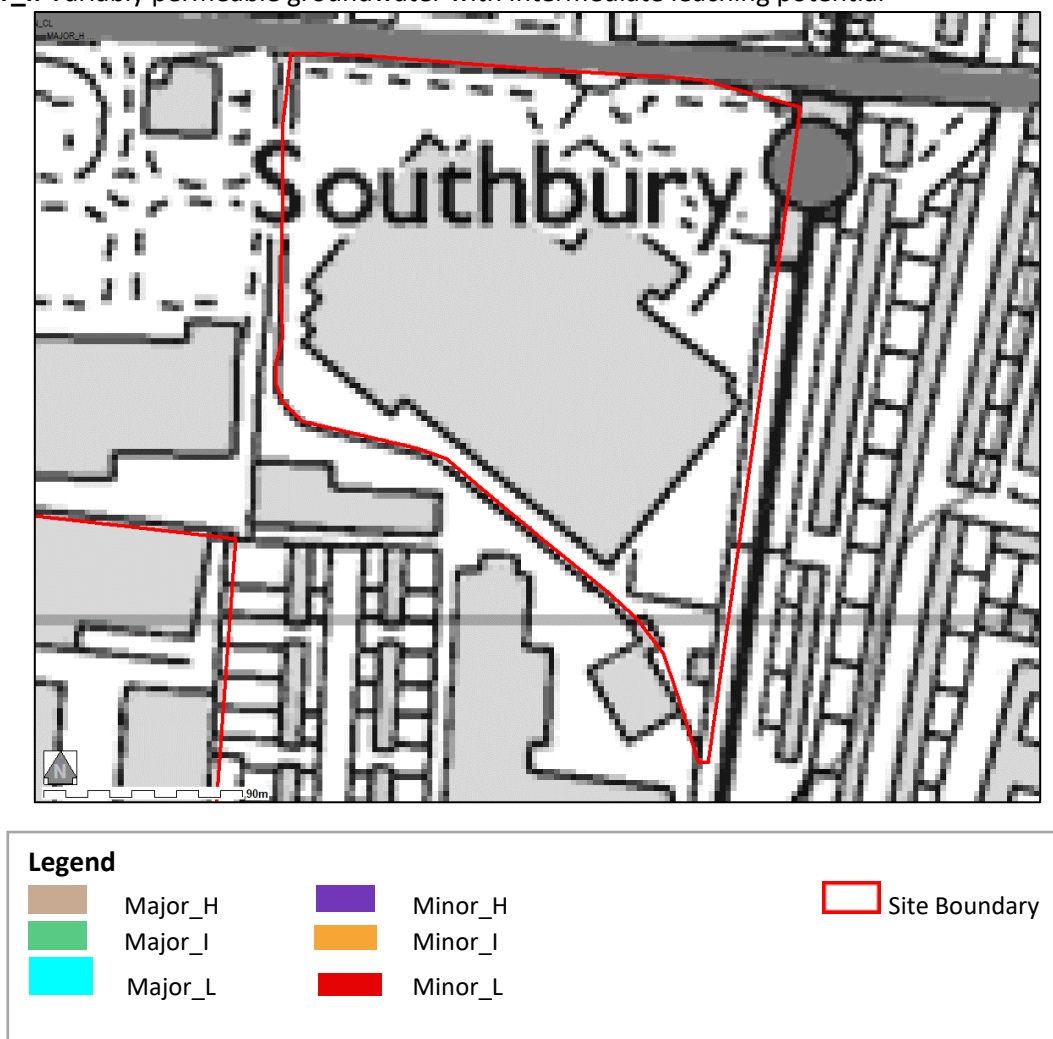 variably permeable groundwater with intermediate leaching potential
MAJOR_H
Southbury
N
90m
Legend
Major_H Minor_H Site Boundary
Major_I Minor_I
Major_L Minor_L